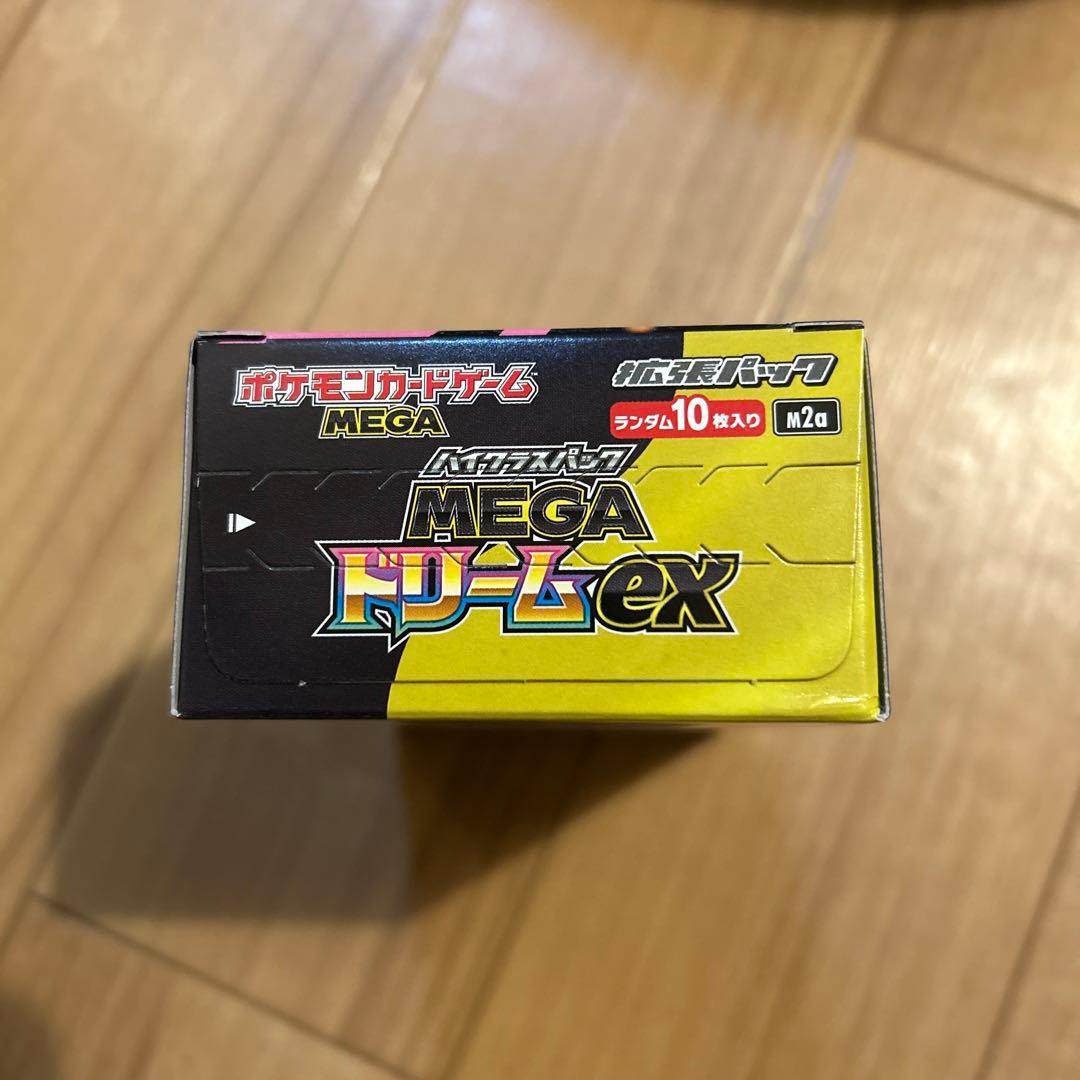 ポケモンカードゲーム
MEGA
拡張パック
ランダム10枚入り
M2a
ハイクラスパック
MEGA
ドリームex